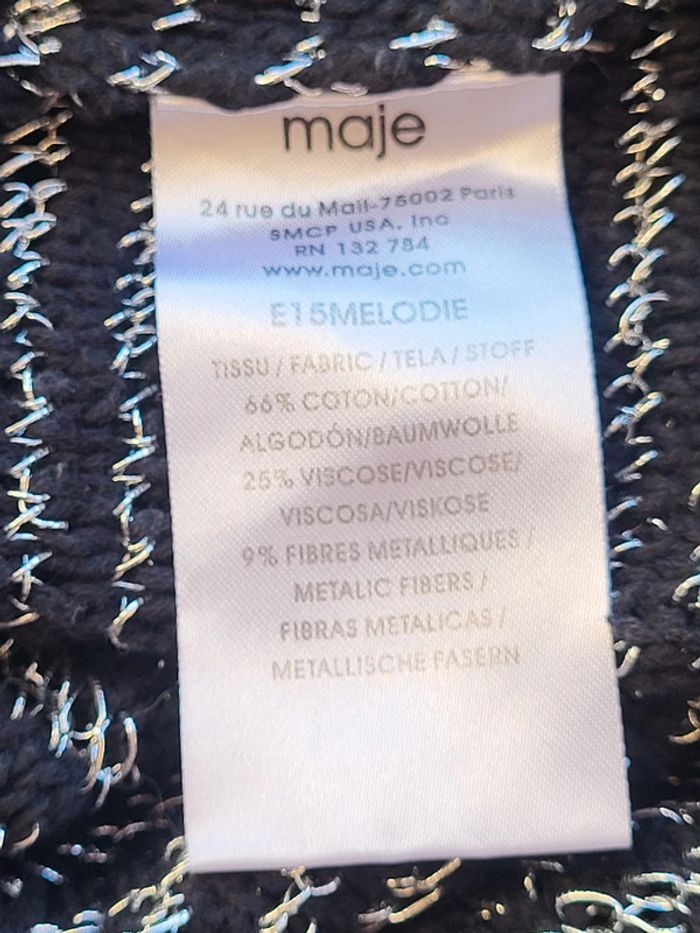 maje
24 rue du Mail-75002 Paris
SMCP USA, Inc
RN 132 784
www.maje.com
E15MELODIE
TISSU / FABRIC / TELA / STOFF
66% COTON/COTTON/
ALGODÓN/BAUMWOLLE
25% VISCOSE/VISCOSE/
VISCOSA/VISKOSE
9% FIBRES METALLIQUES /
METALIC FIBERS /
FIBRAS METALICAS /
METALLISCHE FASERN